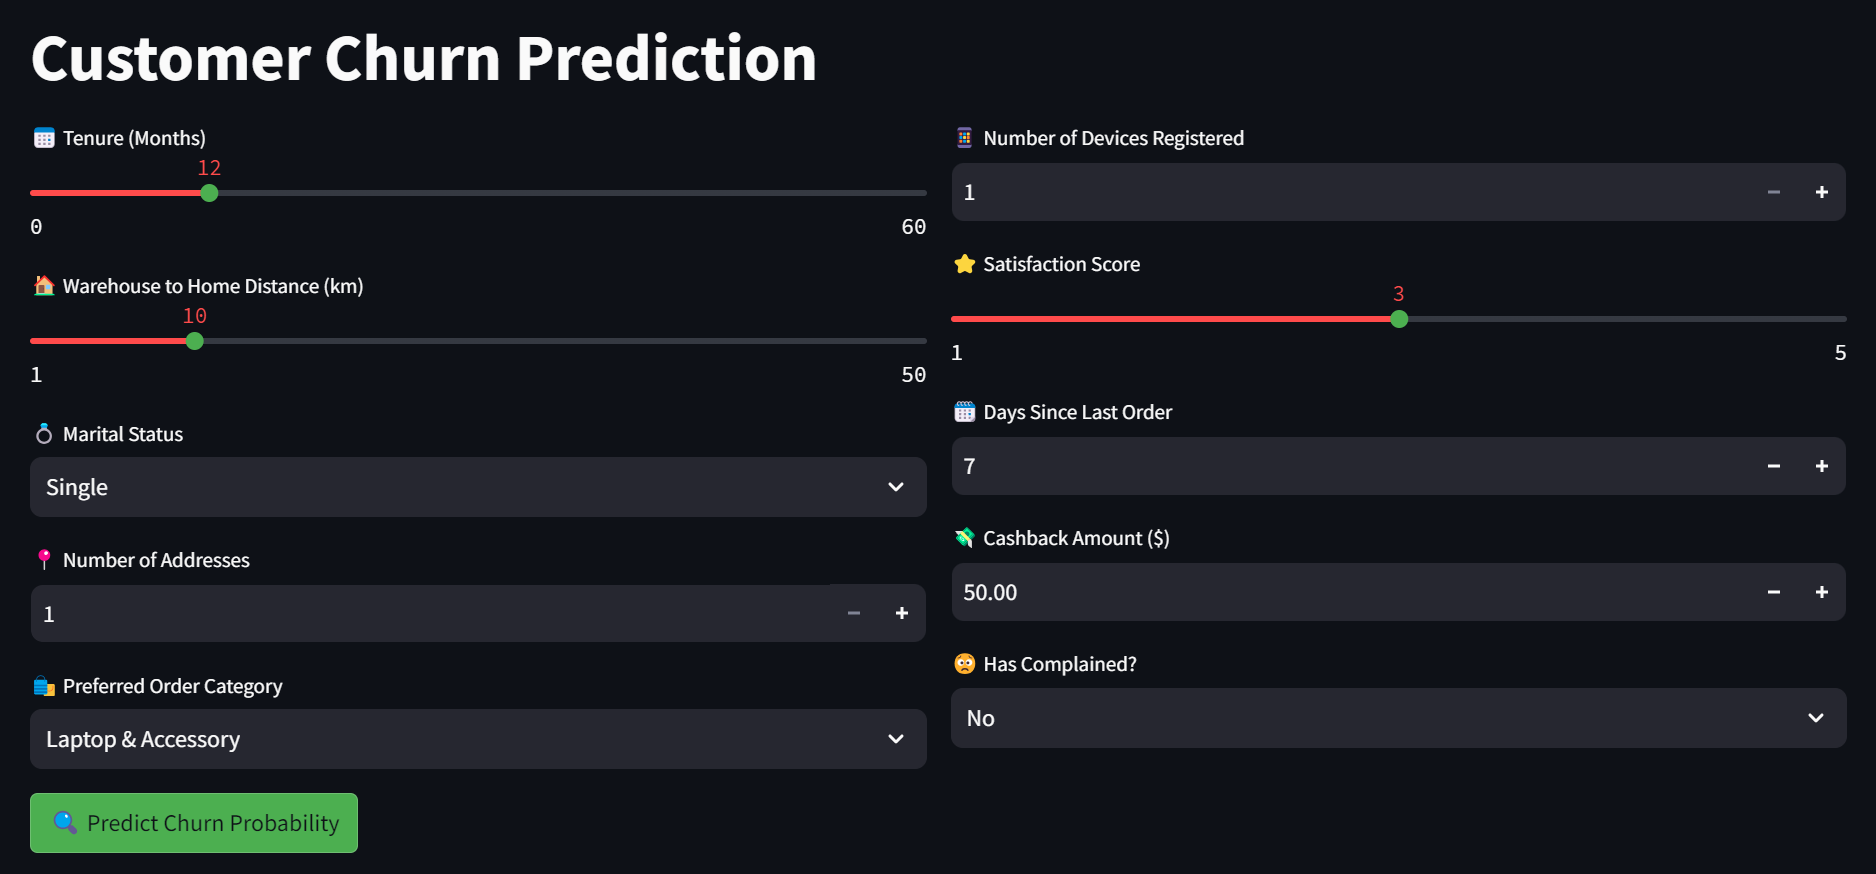 Customer Churn Prediction
Tenure (Months)
12
0 60
Warehouse to Home Distance (km)
10
1 50
Marital Status
Single
Number of Addresses
1
Preferred Order Category
Laptop & Accessory
Predict Churn Probability
Number of Devices Registered
1
Satisfaction Score
3
1 5
Days Since Last Order
7
Cashback Amount ($)
50.00
Has Complained?
No